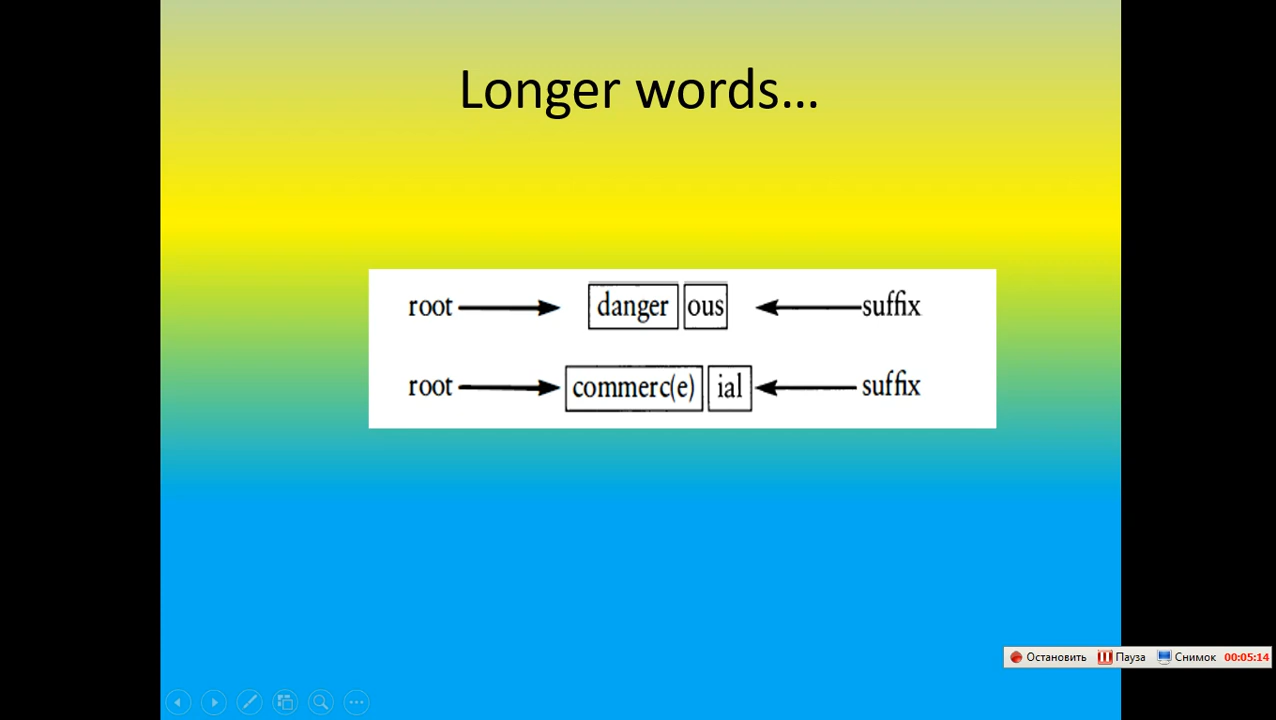 Longer words...
root danger ous suffix
root commerc(e) ial suffix
Остановить Пауза Снимок 00:05:14